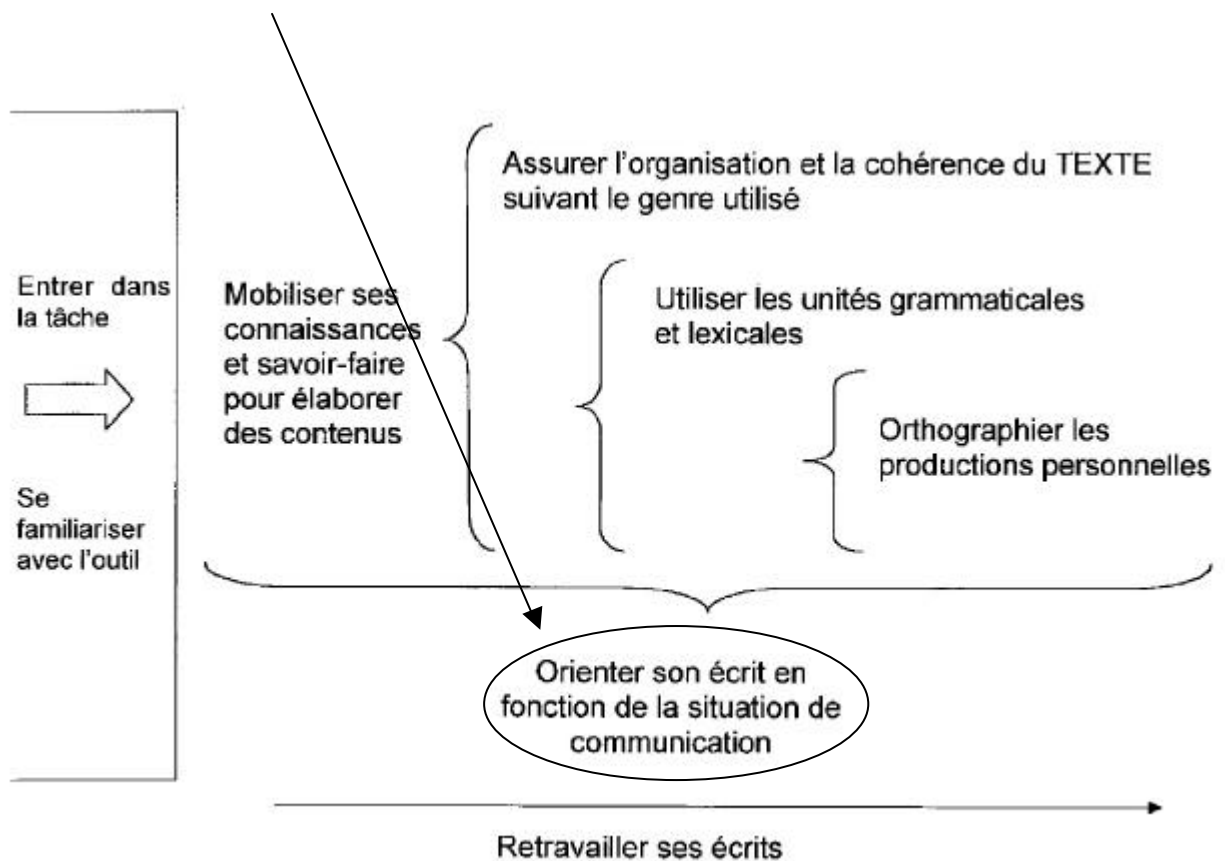 Entrer dans
la tâche
Se
familiariser
avec l'outil
Mobiliser ses
connaissances
et savoir-faire
pour élaborer
des contenus
Assurer l'organisation et la cohérence du TEXTE
suivant le genre utilisé
Utiliser les unités grammaticales
et lexicales
Orthographier les
productions personnelles
Orienter son écrit en
fonction de la situation de
communication
Retravailler ses écrits